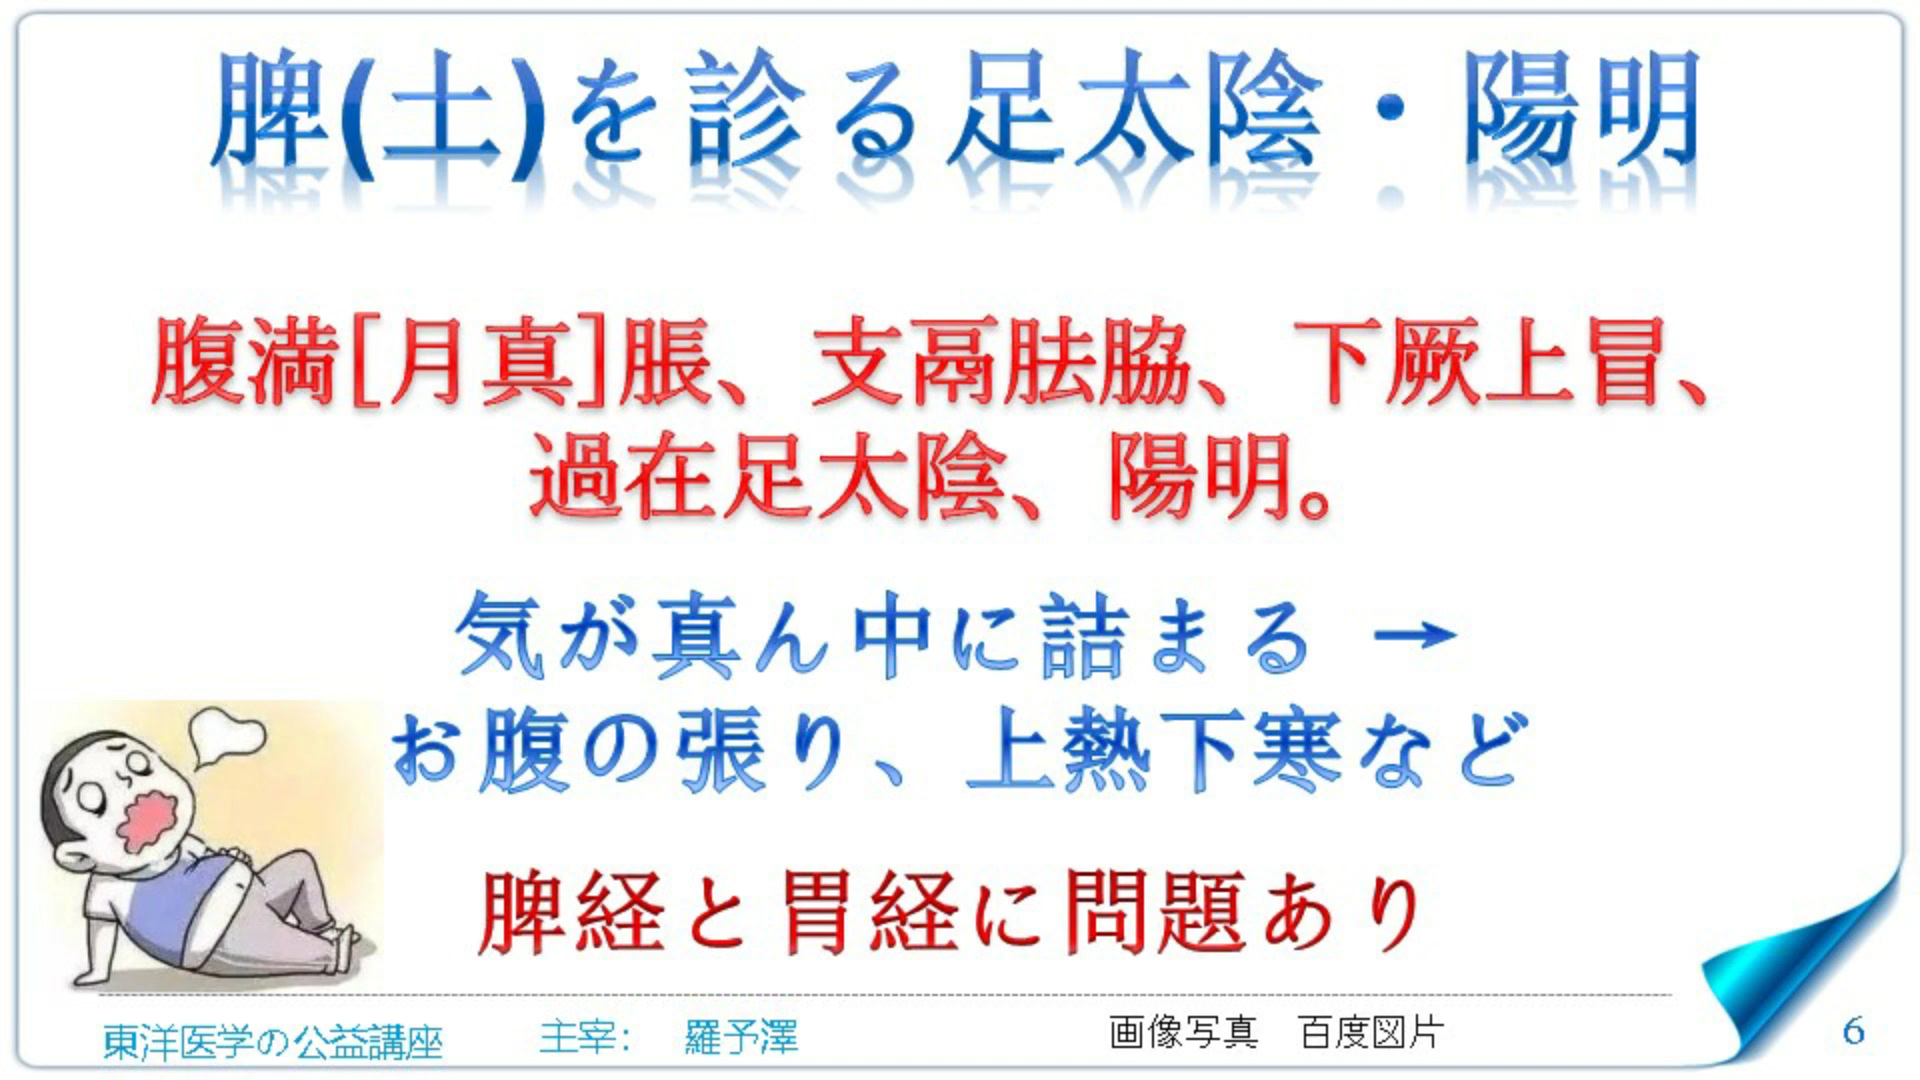 脾(土)を診る足太陰・陽明
腹満[月真]脹、支鬲胠脇、下厥上冒、
過在足太陰、陽明。
気が真ん中に詰まる →
お腹の張り、上熱下寒など
脾経と胃経に問題あり
東洋医学の公益講座 主宰: 羅予澤 画像写真 百度図片 6